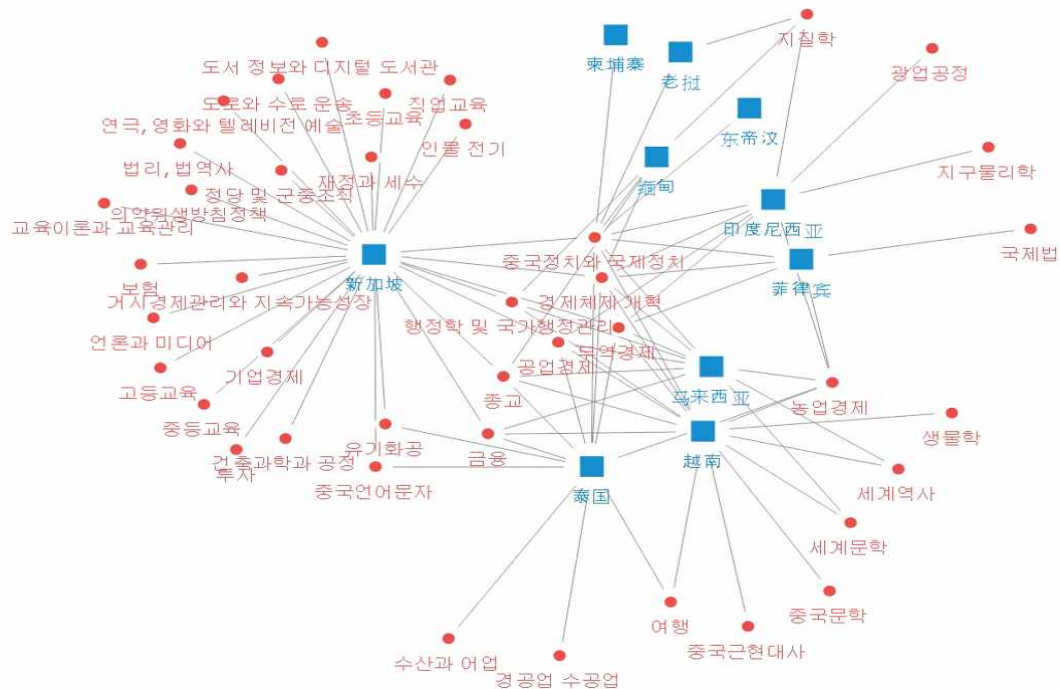 지질학
柬埔寨
老挝
광업공정
도서 정보와 디지털 도서관
도로와 수로 운송
초등교육
직업교육
연극,영화와 텔레비전 예술
인물 전기
东帝汶
법리,법역사
재정과 세수
缅甸
지구물리학
정당 및 군중조직
의약위생방침정책
교육이론과 교육관리
印度尼西亚
국제법
중국정치와 국제정치
新加坡
菲律宾
보험
거시경제관리와 지속가능성장
경제체제 개혁
행정학 및 국가행정관리
언론과 미디어
무역경제
공업경제
기업경제
고등교육
종교
马来西亚
농업경제
중등교육
유기화공
금융
越南
생물학
건축과학과 공정
투자
중국언어문자
泰国
세계역사
세계문학
중국문학
여행
중국근현대사
수산과 어업
경공업 수공업